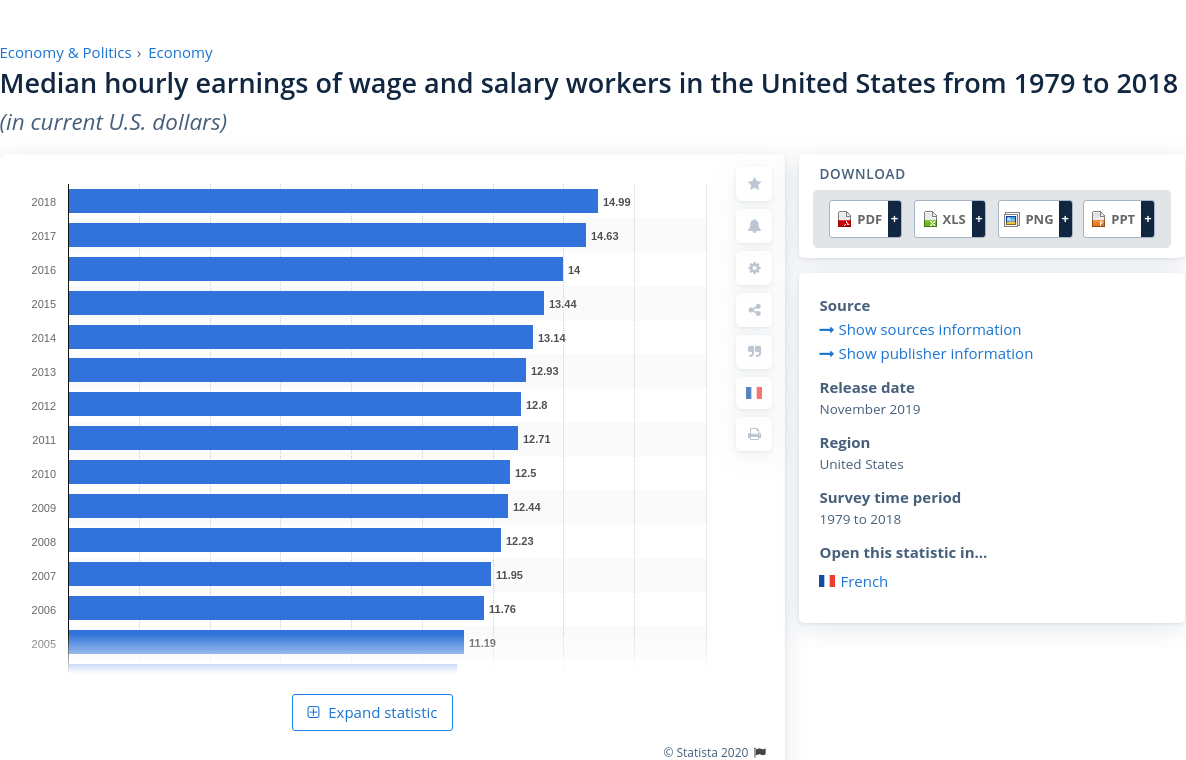 Economy & Politics › Economy
Median hourly earnings of wage and salary workers in the United States from 1979 to 2018
(in current U.S. dollars)
2018 14.99
2017 14.63
2016 14
2015 13.44
2014 13.14
2013 12.93
2012 12.8
2011 12.71
2010 12.5
2009 12.44
2008 12.23
2007 11.95
2006 11.76
2005 11.19
Expand statistic
© Statista 2020
DOWNLOAD
PDF + XLS + PNG + PPT +
Source
Show sources information
Show publisher information
Release date
November 2019
Region
United States
Survey time period
1979 to 2018
Open this statistic in...
French